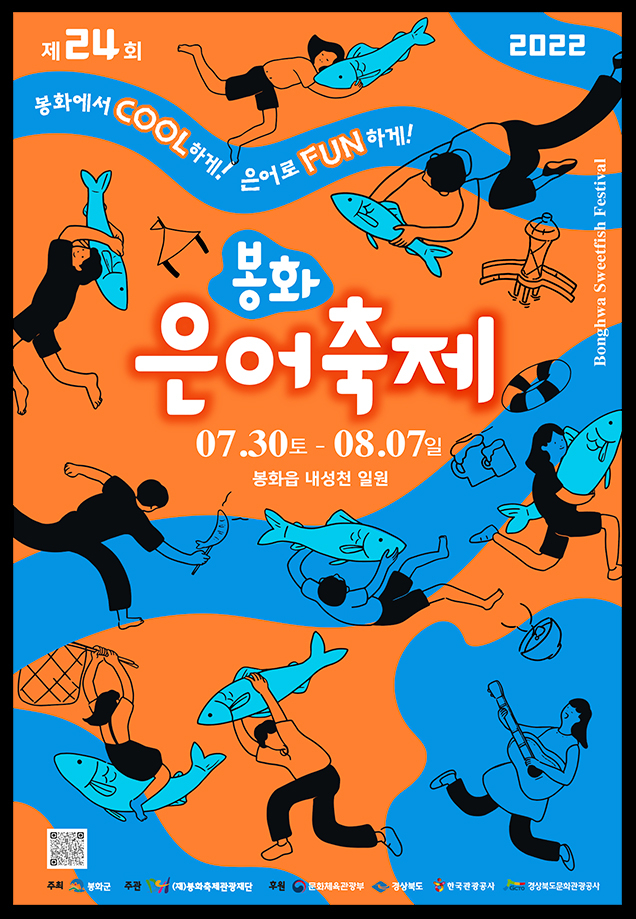 제24회
2022
봉화에서 COOL하게! 은어로 FUN하게!
Bonghwa Sweetfish Festival
봉화
은어축제
07.30토 - 08.07일
봉화읍 내성천 일원
주최 봉화군 주관 (재)봉화축제관광재단 후원 문화체육관광부 경상북도 한국관광공사 경상북도문화관광공사